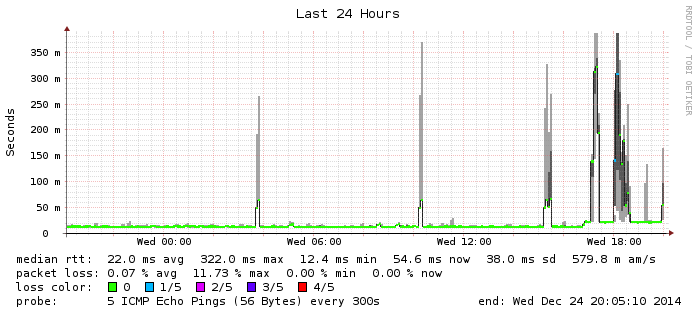 Last 24 Hours
RRDTOOL / TOBI OETIKER
Seconds
350 m
300 m
250 m
200 m
150 m
100 m
50 m
0
Wed 00:00 Wed 06:00 Wed 12:00 Wed 18:00
median rtt: 22.0 ms avg 322.0 ms max 12.4 ms min 54.6 ms now 38.0 ms sd 579.8 m am/s
packet loss: 0.07 % avg 11.73 % max 0.00 % min 0.00 % now
loss color: 0 1/5 2/5 3/5 4/5
probe: 5 ICMP Echo Pings (56 Bytes) every 300s end: Wed Dec 24 20:05:10 2014